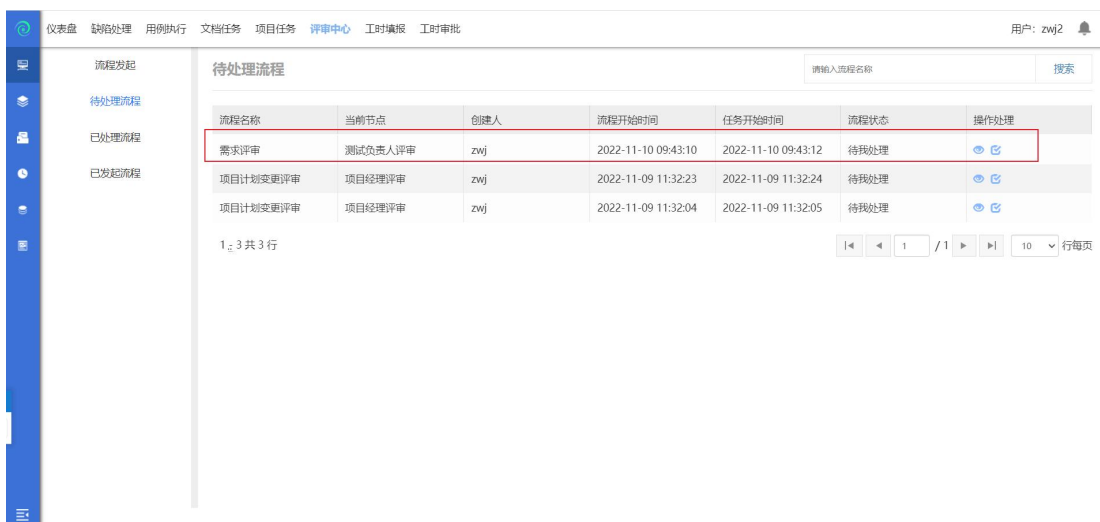 仪表盘 缺陷处理 用例执行 文档任务 项目任务 评审中心 工时填报 工时审批 用户: zwj2
流程发起
待处理流程
已处理流程
已发起流程
待处理流程 请输入流程名称 搜索
流程名称 当前节点 创建人 流程开始时间 任务开始时间 流程状态 操作处理
需求评审 测试负责人评审 zwj 2022-11-10 09:43:10 2022-11-10 09:43:12 待我处理
项目计划变更评审 项目经理评审 zwj 2022-11-09 11:32:23 2022-11-09 11:32:24 待我处理
项目计划变更评审 项目经理评审 zwj 2022-11-09 11:32:04 2022-11-09 11:32:05 待我处理
1 - 3 共 3 行 1 / 1 10 行每页